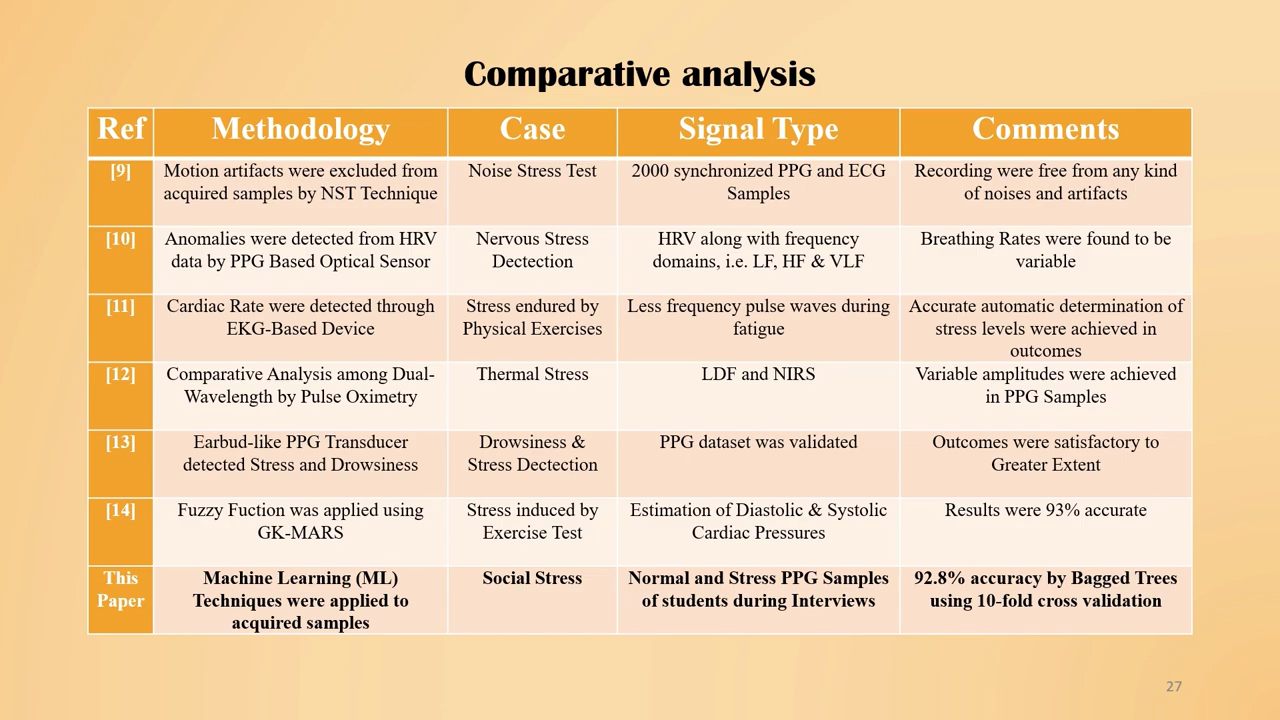 Comparative analysis
Ref Methodology Case Signal Type Comments
[9]
Motion artifacts were excluded from
acquired samples by NST Technique
Noise Stress Test
2000 synchronized PPG and ECG
Samples
Recording were free from any kind
of noises and artifacts
[10]
Anomalies were detected from HRV
data by PPG Based Optical Sensor
Nervous Stress
Dectection
HRV along with frequency
domains, i.e. LF, HF & VLF
Breathing Rates were found to be
variable
[11]
Cardiac Rate were detected through
EKG-Based Device
Stress endured by
Physical Exercises
Less frequency pulse waves during
fatigue
Accurate automatic determination of
stress levels were achieved in
outcomes
[12]
Comparative Analysis among Dual-
Wavelength by Pulse Oximetry
Thermal Stress
LDF and NIRS
Variable amplitudes were achieved
in PPG Samples
[13]
Earbud-like PPG Transducer
detected Stress and Drowsiness
Drowsiness &
Stress Dectection
PPG dataset was validated
Outcomes were satisfactory to
Greater Extent
[14]
Fuzzy Fuction was applied using
GK-MARS
Stress induced by
Exercise Test
Estimation of Diastolic & Systolic
Cardiac Pressures
Results were 93% accurate
This
Paper
Machine Learning (ML)
Techniques were applied to
acquired samples
Social Stress
Normal and Stress PPG Samples
of students during Interviews
92.8% accuracy by Bagged Trees
using 10-fold cross validation
27